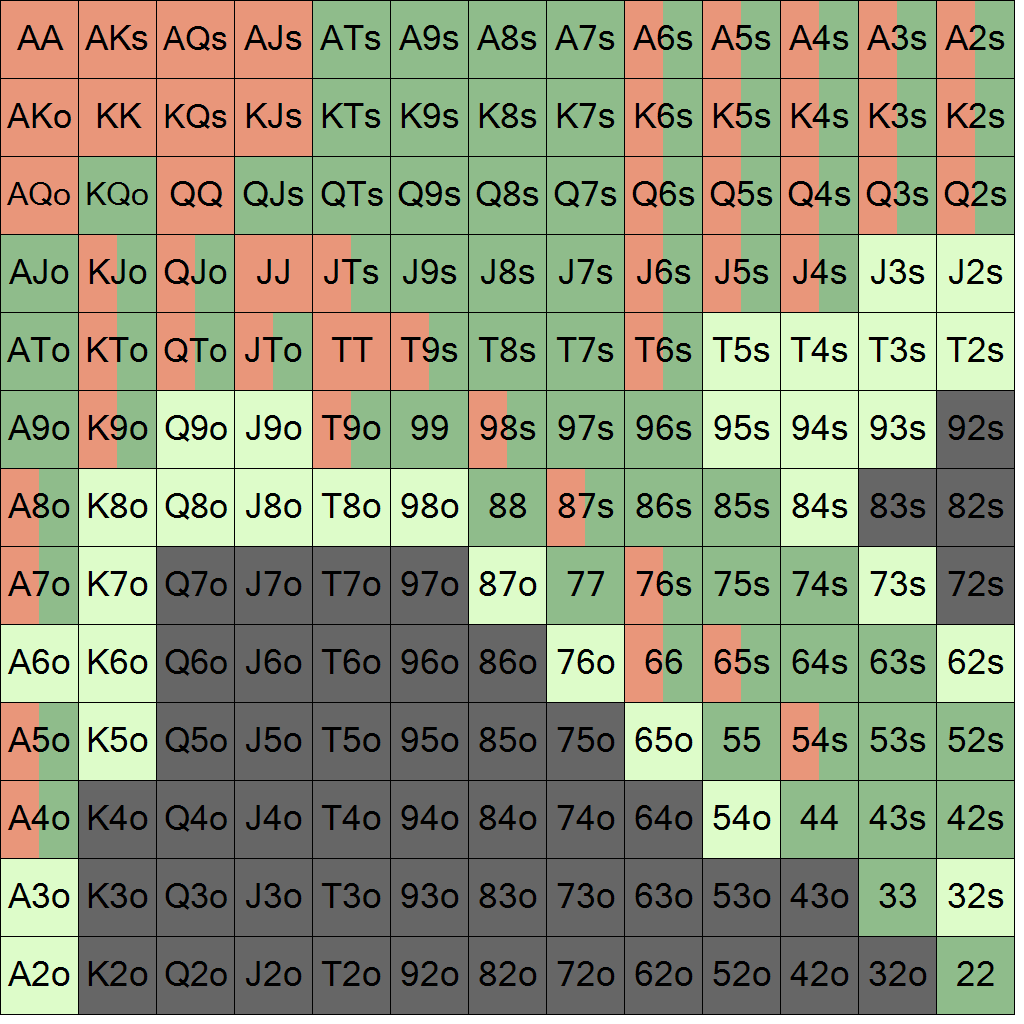 AA AKs AQs AJs ATs A9s A8s A7s A6s A5s A4s A3s A2s
AKo KK KQs KJs KTs K9s K8s K7s K6s K5s K4s K3s K2s
AQo KQo QQ QJs QTs Q9s Q8s Q7s Q6s Q5s Q4s Q3s Q2s
AJo KJo QJo JJ JTs J9s J8s J7s J6s J5s J4s J3s J2s
ATo KTo QTo JTo TT T9s T8s T7s T6s T5s T4s T3s T2s
A9o K9o Q9o J9o T9o 99 98s 97s 96s 95s 94s 93s 92s
A8o K8o Q8o J8o T8o 98o 88 87s 86s 85s 84s 83s 82s
A7o K7o Q7o J7o T7o 97o 87o 77 76s 75s 74s 73s 72s
A6o K6o Q6o J6o T6o 96o 86o 76o 66 65s 64s 63s 62s
A5o K5o Q5o J5o T5o 95o 85o 75o 65o 55 54s 53s 52s
A4o K4o Q4o J4o T4o 94o 84o 74o 64o 54o 44 43s 42s
A3o K3o Q3o J3o T3o 93o 83o 73o 63o 53o 43o 33 32s
A2o K2o Q2o J2o T2o 92o 82o 72o 62o 52o 42o 32o 22